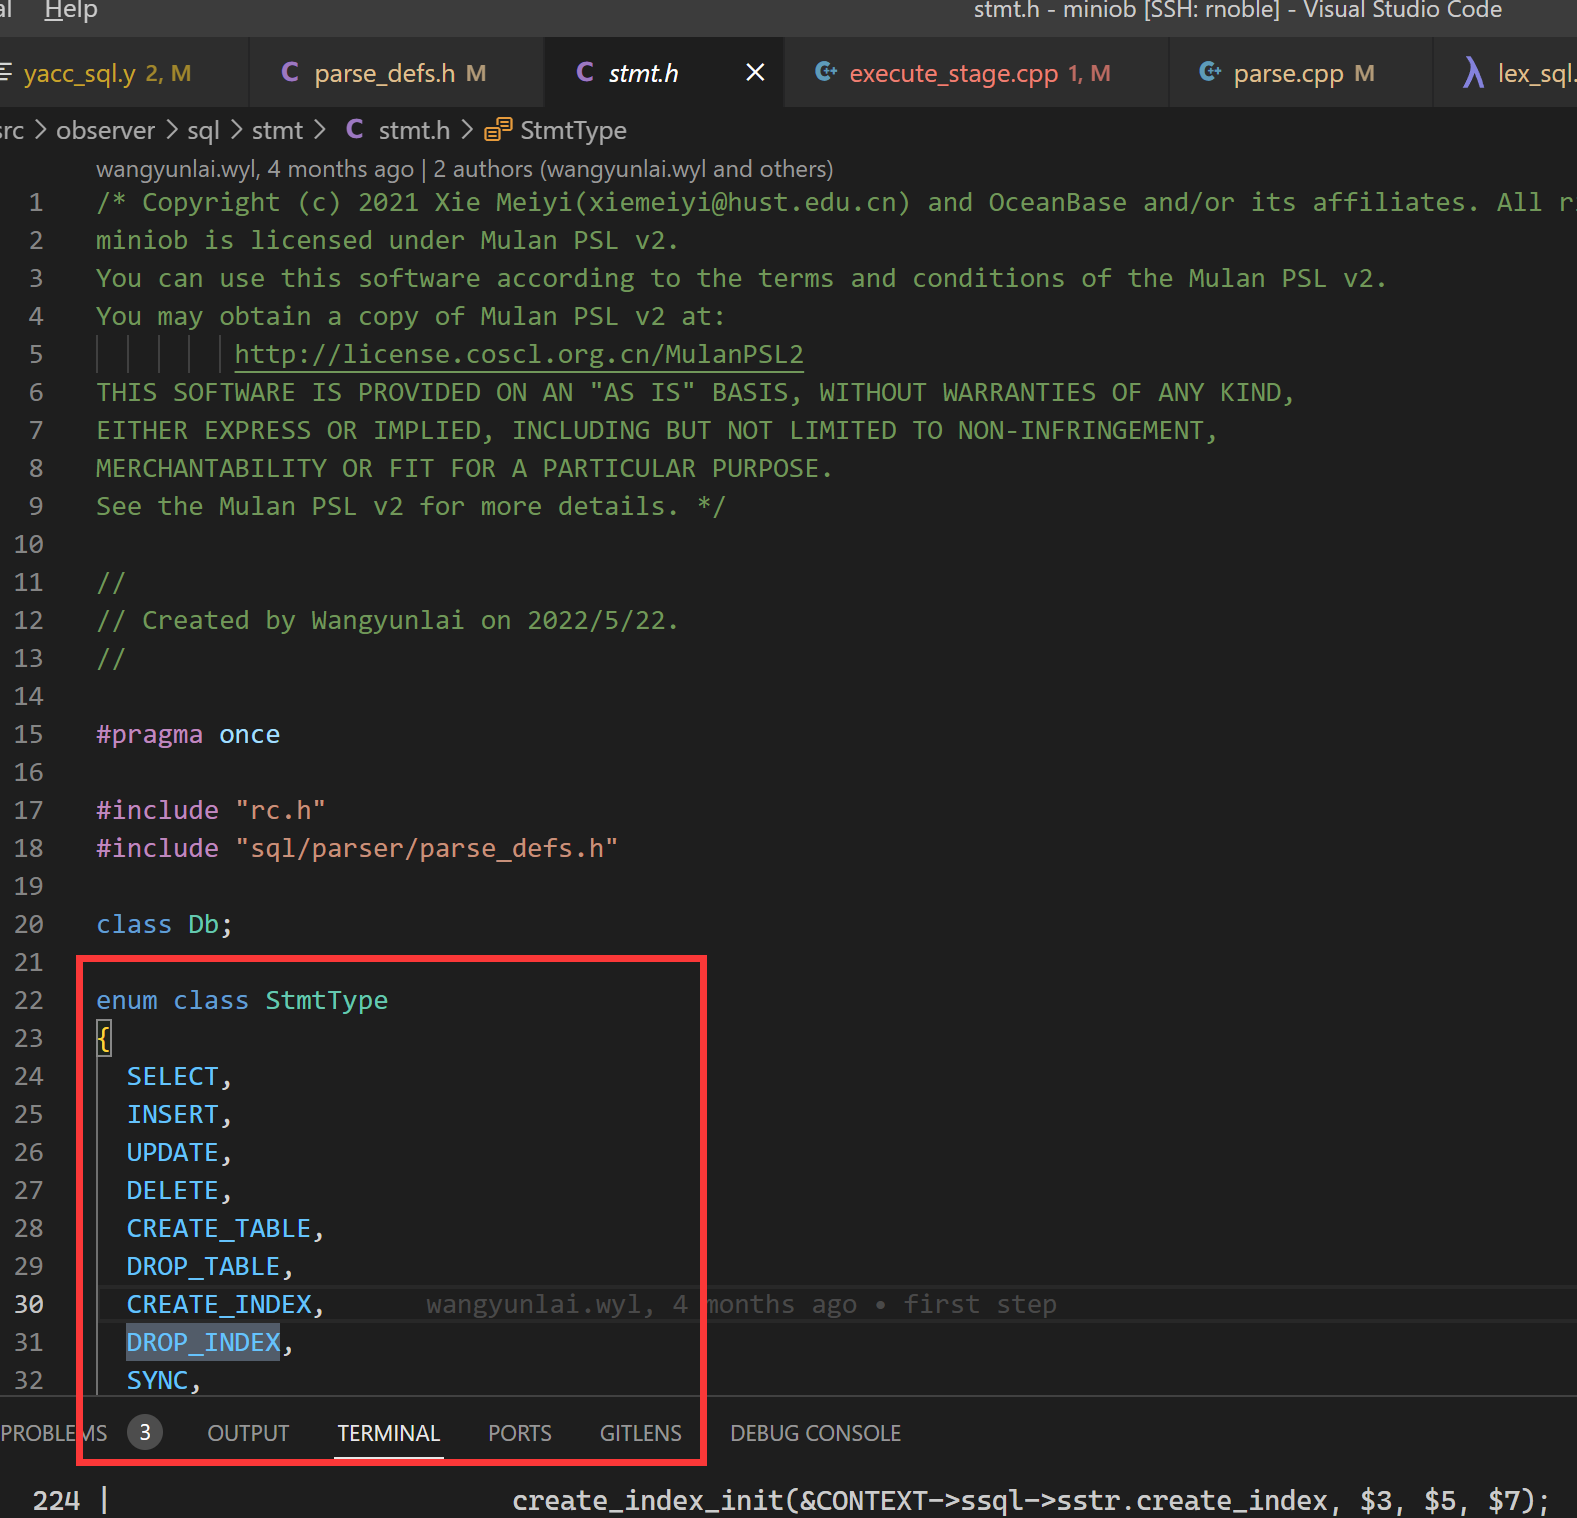 Help stmt.h - miniob [SSH: rnoble] - Visual Studio Code
yacc_sql.y 2, M parse_defs.h M stmt.h execute_stage.cpp 1, M parse.cpp M lex_sql.
observer > sql > stmt > C stmt.h > StmtType
wangyunlai.wyl, 4 months ago | 2 authors (wangyunlai.wyl and others)
1 /* Copyright (c) 2021 Xie Meiyi(xiemeiyi@hust.edu.cn) and OceanBase and/or its affiliates. All
2 miniob is licensed under Mulan PSL v2.
3 You can use this software according to the terms and conditions of the Mulan PSL v2.
4 You may obtain a copy of Mulan PSL v2 at:
5 http://license.coscl.org.cn/MulanPSL2
6 THIS SOFTWARE IS PROVIDED ON AN "AS IS" BASIS, WITHOUT WARRANTIES OF ANY KIND,
7 EITHER EXPRESS OR IMPLIED, INCLUDING BUT NOT LIMITED TO NON-INFRINGEMENT,
8 MERCHANTABILITY OR FIT FOR A PARTICULAR PURPOSE.
9 See the Mulan PSL v2 for more details. */
10
11 //
12 // Created by Wangyunlai on 2022/5/22.
13 //
14
15 #pragma once
16
17 #include "rc.h"
18 #include "sql/parser/parse_defs.h"
19
20 class Db;
21
22 enum class StmtType
23 {
24 SELECT,
25 INSERT,
26 UPDATE,
27 DELETE,
28 CREATE_TABLE,
29 DROP_TABLE,
30 CREATE_INDEX, wangyunlai.wyl, 4 months ago • first step
31 DROP_INDEX,
32 SYNC,
PROBLEMS 3 OUTPUT TERMINAL PORTS GITLENS DEBUG CONSOLE
224 | create_index_init(&CONTEXT->ssql->sstr.create_index, $3, $5, $7);